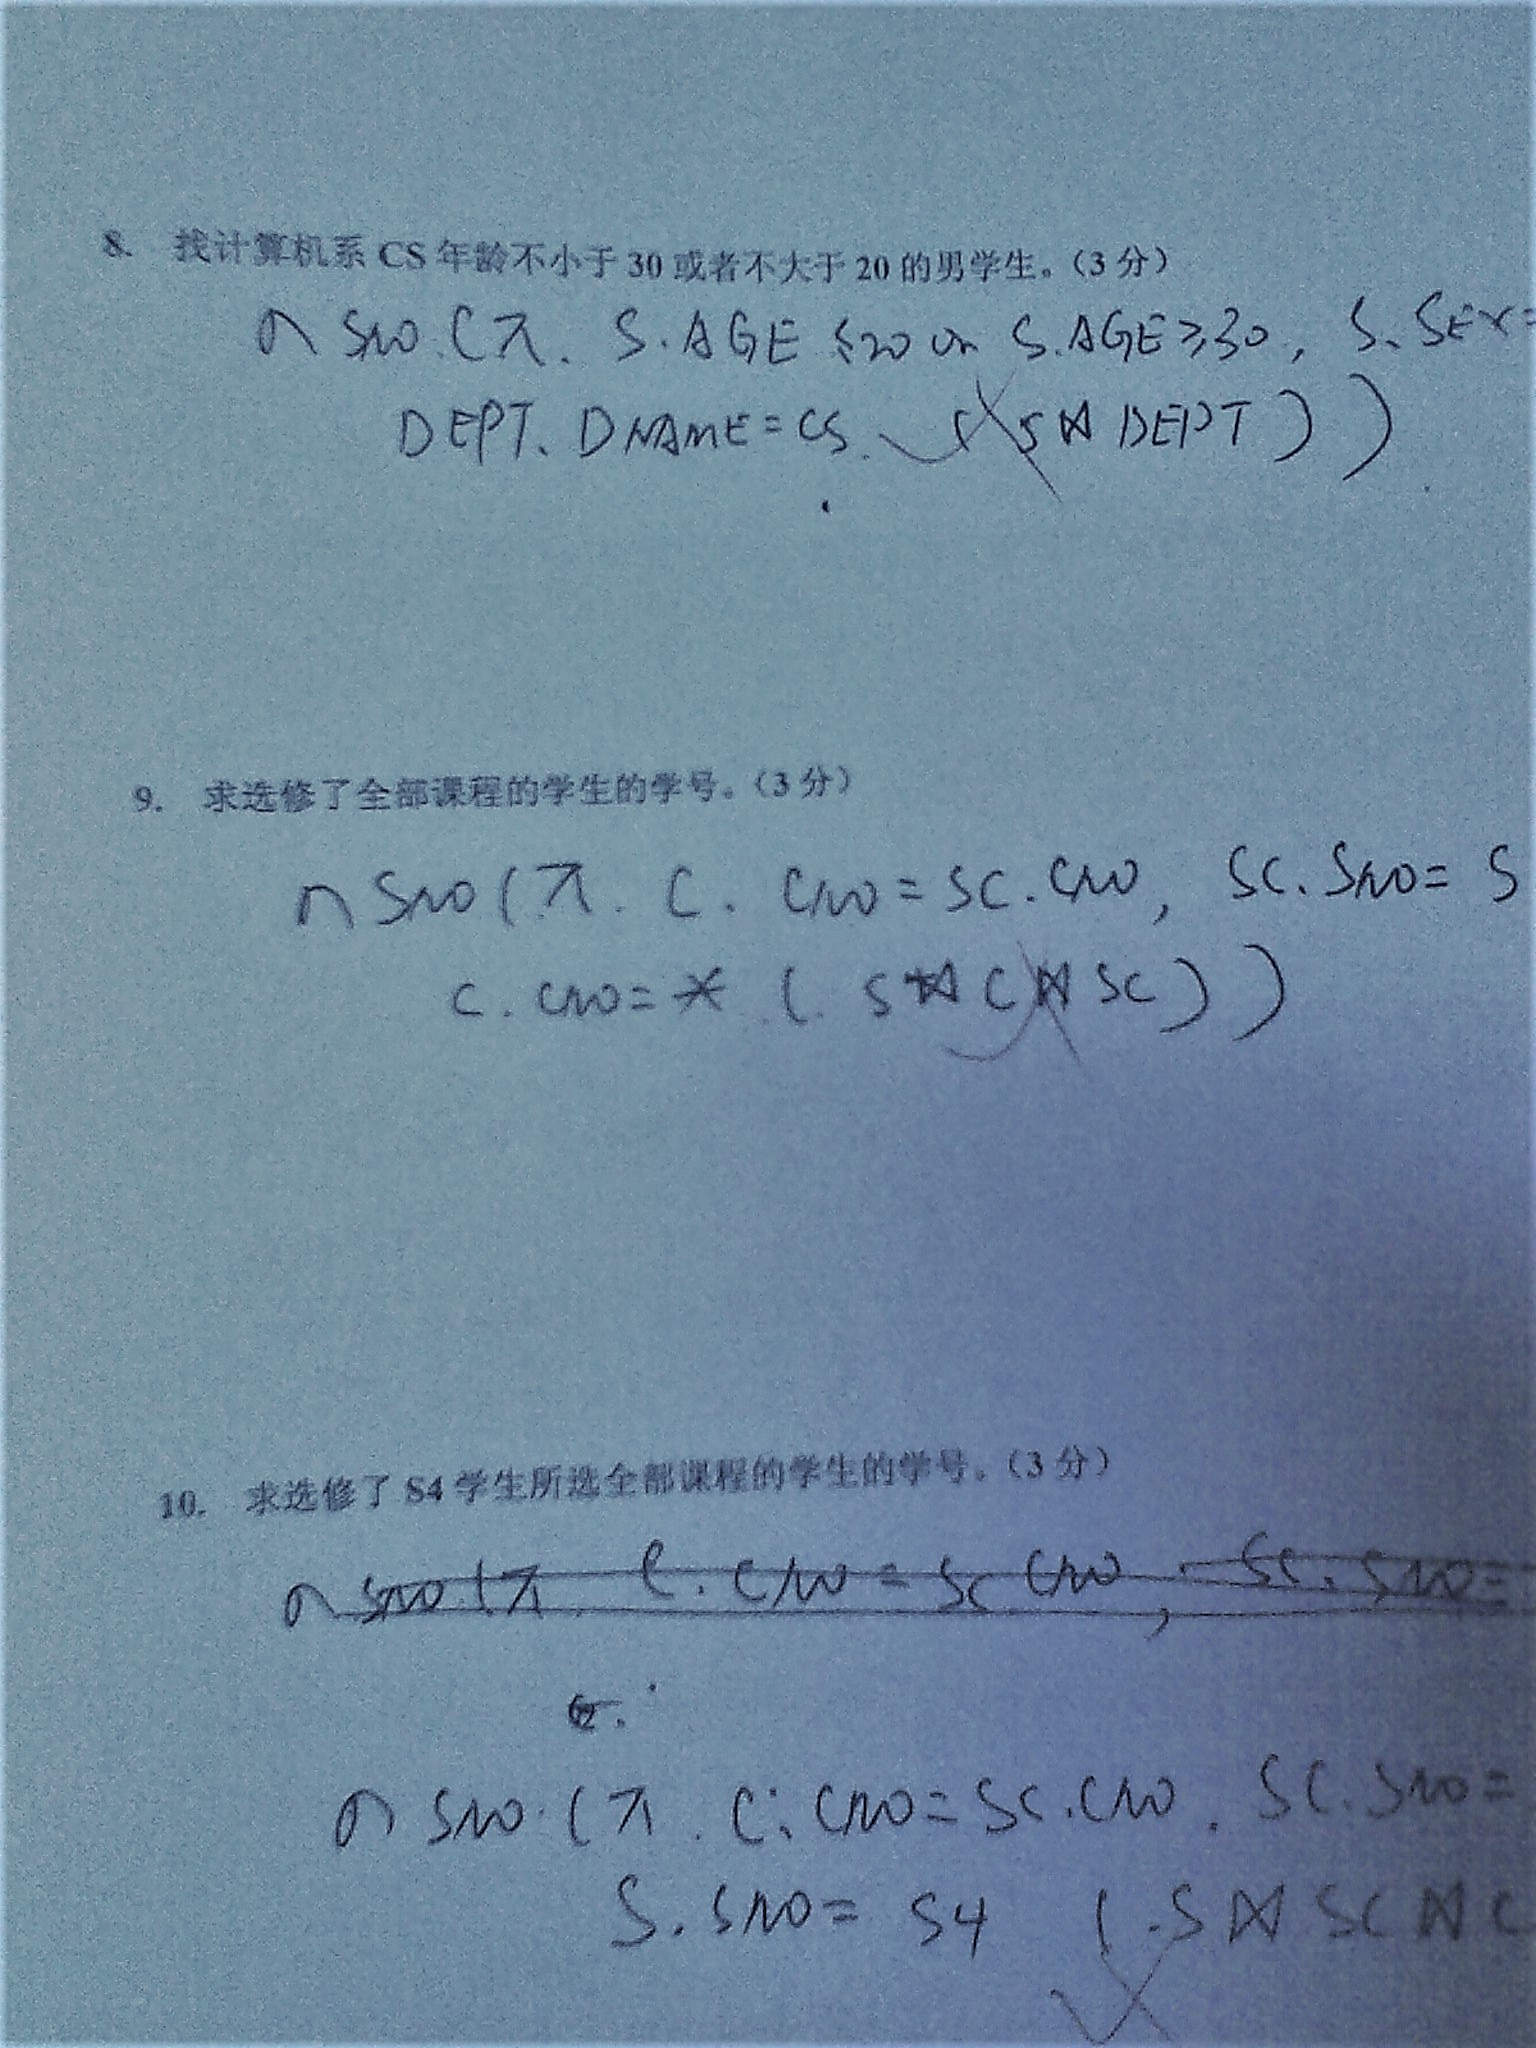 8. 找计算机系 CS 年龄不小于 30 或者不大于 20 的男学生。（3 分）
σ SNO (π. S.AGE ≤20 or S.AGE≥30, S.SEX=
DEPT. DNAME=CS. ( S⋈DEPT ) )
9. 求选修了全部课程的学生的学号。（3 分）
σ SNO (π. C. CNO=SC.CNO, SC.SNO= S
C. CNO=* ( S⋈C⋈SC ) )
10. 求选修了 S4 学生所选全部课程的学生的学号。（3 分）
σ SNO (π C. CNO = SC CNO, SC. SNO=
σ SNO. (π. C. CNO=SC.CNO. SC.SNO=
S. SNO= S4 ( .S⋈SC⋈C